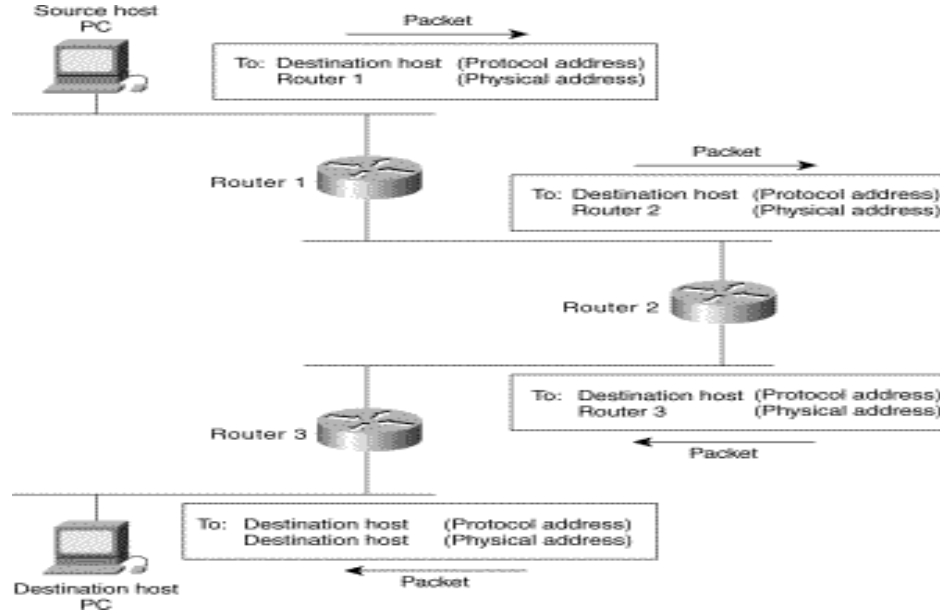 Source host
PC
Packet
To: Destination host (Protocol address)
Router 1 (Physical address)
Router 1
Packet
To: Destination host (Protocol address)
Router 2 (Physical address)
Router 2
To: Destination host (Protocol address)
Router 3 (Physical address)
Router 3
Packet
To: Destination host (Protocol address)
Destination host (Physical address)
Packet
Destination host
PC